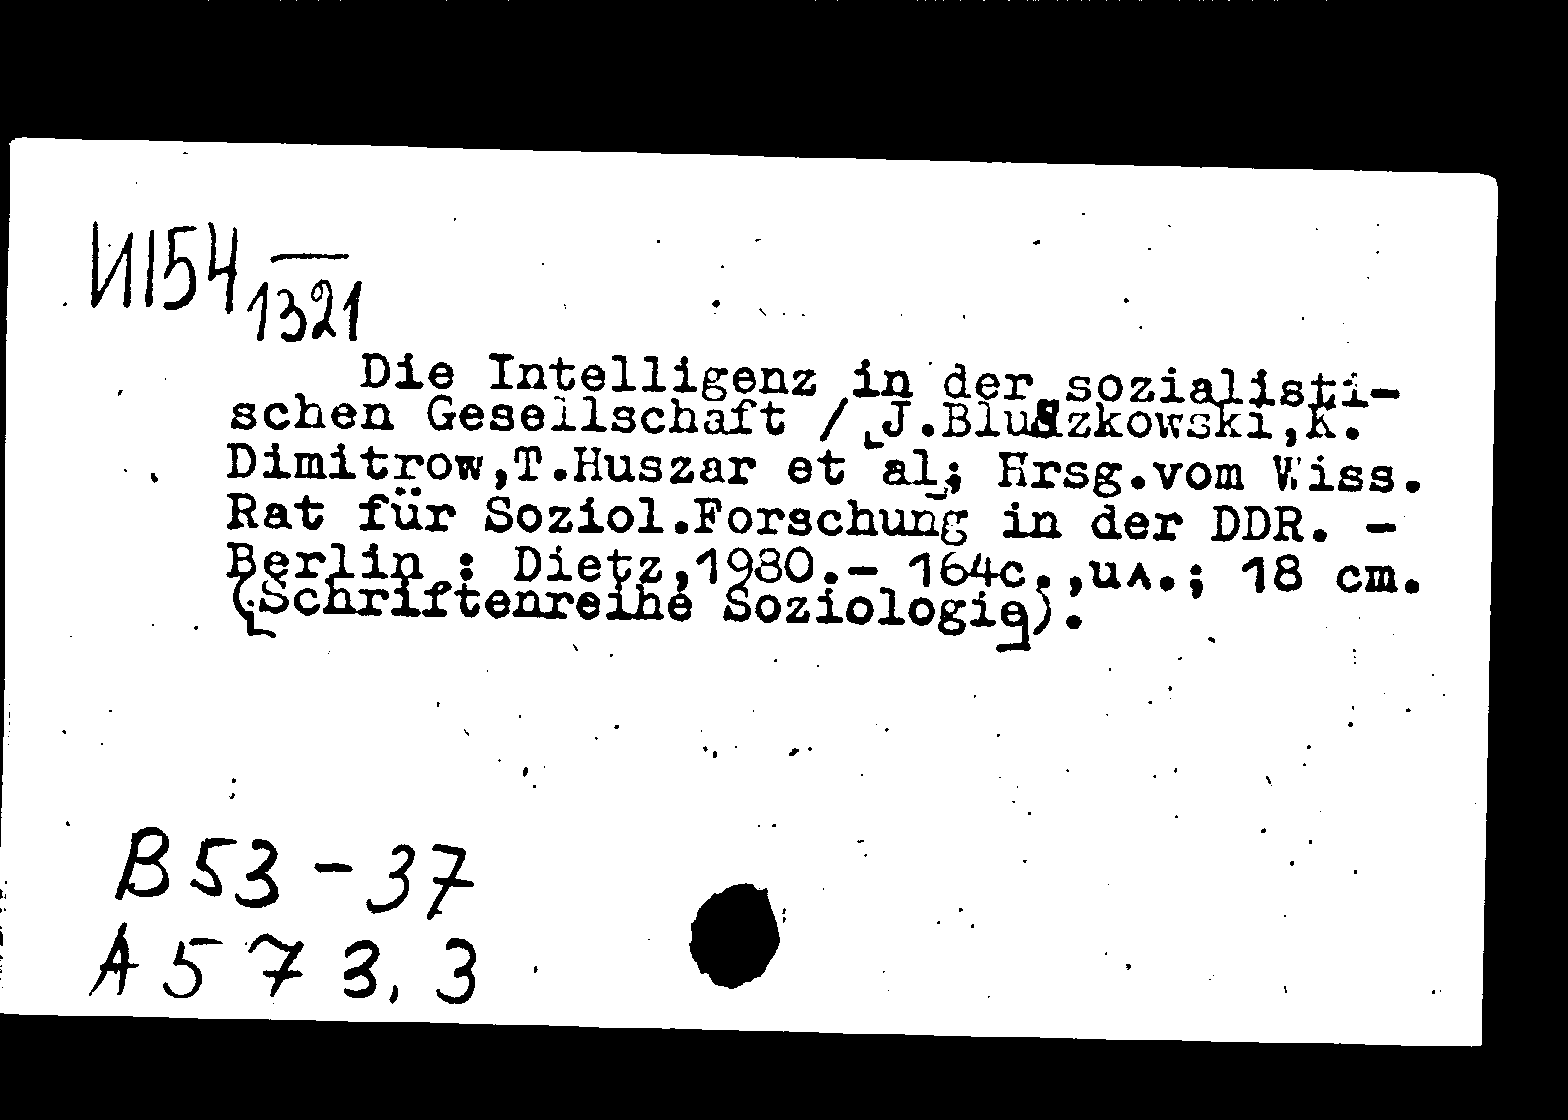 И154 1321
Die Intelligenz in der sozialisti-
schen Gesellschaft / [J.Bluszkowski,K.
Dimitrow,T.Huszar et al]; Hrsg.vom Wiss.
Rat für Soziol.Forschung in der DDR. -
Berlin : Dietz,1980.- 164c.,ил.; 18 cm.
([Schriftenreihe Soziologie]).
B53-37
A573,3